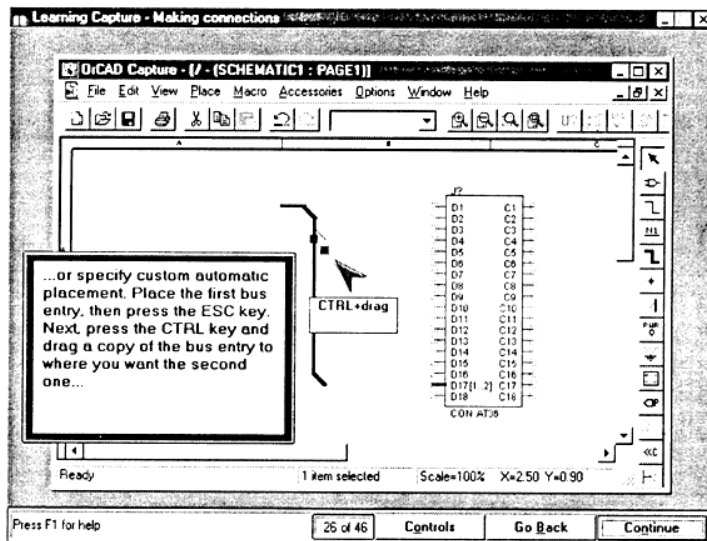 Learning Capture - Making connections
OrCAD Capture - [/ - (SCHEMATIC1 : PAGE1)]
File Edit View Place Macro Accessories Options Window Help
A B C
J?
D1 C1
D2 C2
D3 C3
D4 C4
D5 C5
D6 C6
D7 C7
D8 C8
D9 C9
D10 C10
D11 C11
D12 C12
D13 C13
D14 C14
D15 C15
D16 C16
D17[1..2] C17
D18 C18
CON AT36
N1
PWR
...or specify custom automatic
placement. Place the first bus
entry, then press the ESC key.
Next, press the CTRL key and
drag a copy of the bus entry to
where you want the second
one...
CTRL+drag
«C
Ready 1 item selected Scale=100% X=2.50 Y=0.90
Press F1 for help 26 of 46 Controls Go Back Continue